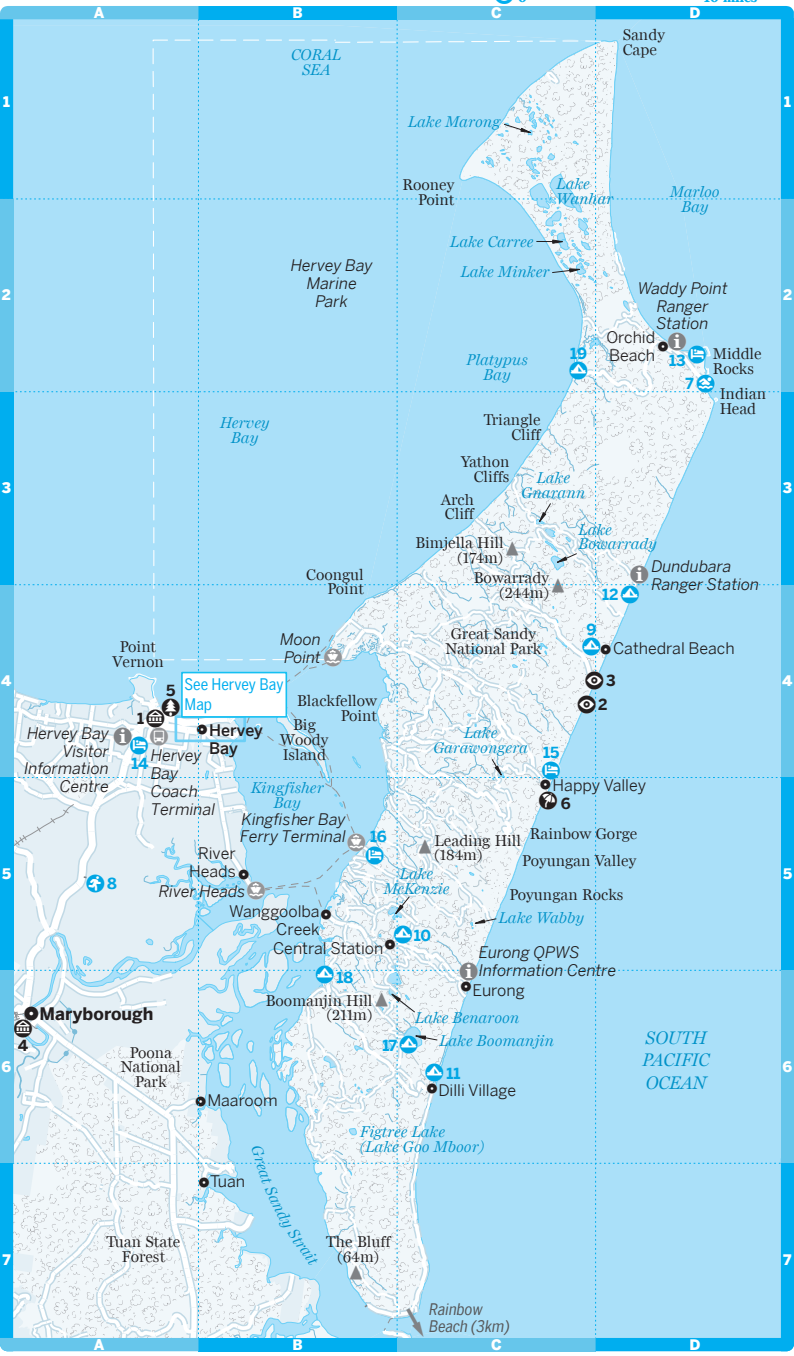 A
B
C
D
CORAL
SEA
Sandy
Cape
1
1
Lake Marong
Rooney
Point
Lake
Wanhar
Marloo
Bay
Lake Carree
Lake Minker
Hervey Bay
Marine
Park
2
2
Waddy Point
Ranger
Station
Orchid
Beach
13
Middle
Rocks
7
Indian
Head
19
Platypus
Bay
Hervey
Bay
Triangle
Cliff
Yathon
Cliffs
Arch
Cliff
3
3
Lake
Gnarann
Lake
Bowarrady
Bimjella Hill
(174m)
Bowarrady
(244m)
Dundubara
Ranger Station
12
Coongul
Point
Moon
Point
Great Sandy
National Park
9
Cathedral Beach
3
2
4
4
Point
Vernon
See Hervey Bay
Map
5
1
Hervey
Bay
Hervey Bay
Visitor
Information
Centre
14
Hervey
Bay
Coach
Terminal
Blackfellow
Point
Big
Woody
Island
Lake
Garawongera
15
Happy Valley
6
Kingfisher
Bay
Kingfisher Bay
Ferry Terminal
16
Leading Hill
(184m)
Rainbow Gorge
Poyungan Valley
Poyungan Rocks
5
5
8
River
Heads
River Heads
Lake
McKenzie
Lake Wabby
Wanggoolba
Creek
Central Station
10
Eurong QPWS
Information Centre
Eurong
18
Boomanjin Hill
(211m)
Lake Benaroon
Lake Boomanjin
17
Maryborough
4
SOUTH
PACIFIC
OCEAN
Poona
National
Park
6
6
11
Dilli Village
Maaroom
Figtree Lake
(Lake Goo Mboor)
Great Sandy Strait
Tuan
Tuan State
Forest
The Bluff
(64m)
7
7
Rainbow
Beach (3km)
A
B
C
D